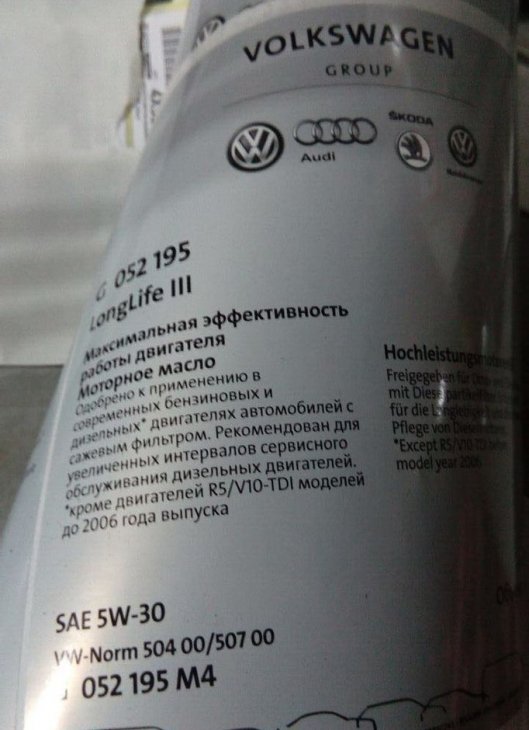 VOLKSWAGEN
GROUP
Audi
ŠKODA
G 052 195
LongLife III
Максимальная эффективность
работы двигателя
Моторное масло
Одобрено к применению в
современных бензиновых и
дизельных* двигателях автомобилей с
сажевым фильтром. Рекомендован для
увеличенных интервалов сервисного
обслуживания дизельных двигателей.
*кроме двигателей R5/V10-TDI моделей
до 2006 года выпуска
Freigegeben für
mit
für die
Pflege von
*Except R5/V10-TDI
model year 2006
SAE 5W-30
VW-Norm 504 00/507 00
052 195 M4